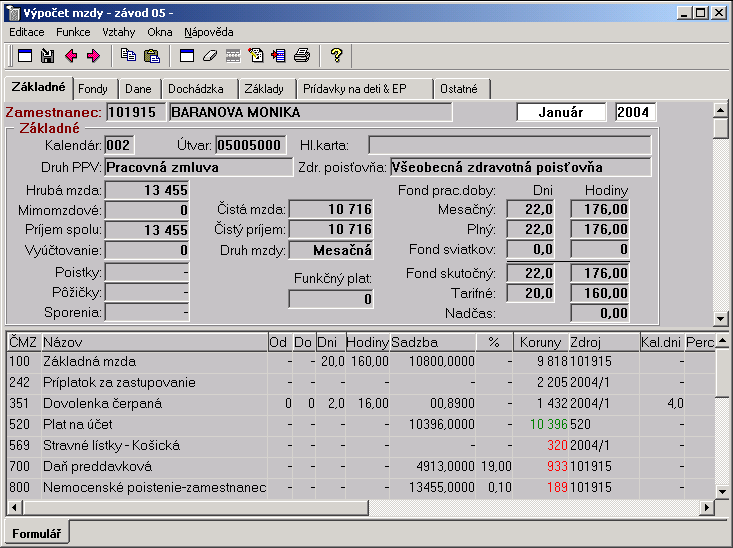 Výpočet mzdy - závod 05 -
Editace Funkce Vztahy Okna Nápověda
Základné Fondy Dane Dochádzka Základy Prídavky na deti & EP Ostatné
Zamestnanec: 101915 BARANOVA MONIKA Január 2004
Základné
Kalendár: 002 Útvar: 05005000 Hl.karta:
Druh PPV: Pracovná zmluva Zdr. poisťovňa: Všeobecná zdravotná poisťovňa
Hrubá mzda: 13 455 Fond prac.doby: Dni Hodiny
Mimomzdové: 0 Čistá mzda: 10 716 Mesačný: 22,0 176,00
Príjem spolu: 13 455 Čistý príjem: 10 716 Plný: 22,0 176,00
Vyúčtovanie: 0 Druh mzdy: Mesačná Fond sviatkov: 0,0 0
Poistky: - Funkčný plat: Fond skutočný: 22,0 176,00
Pôžičky: - 0 Tarifné: 20,0 160,00
Sporenia: - Nadčas: 0,00
ČMZ Názov Od Do Dni Hodiny Sadzba % Koruny Zdroj Kal.dni Perc
100 Základná mzda - - 20,0 160,00 10800,0000 - 9 818 101915 -
242 Príplatok za zastupovanie - - - - - - 2 205 2004/1 -
351 Dovolenka čerpaná 0 0 2,0 16,00 00,8900 - 1 432 2004/1 4,0
520 Plat na účet - - - - 10396,0000 - 10 396 520 -
569 Stravné lístky - Košická - - - - - - 320 2004/1 -
700 Daň preddavková - - - - 4913,0000 19,00 933 101915 -
800 Nemocenské poistenie-zamestnanec - - - - 13455,0000 0,10 189 101915 -
Formulář